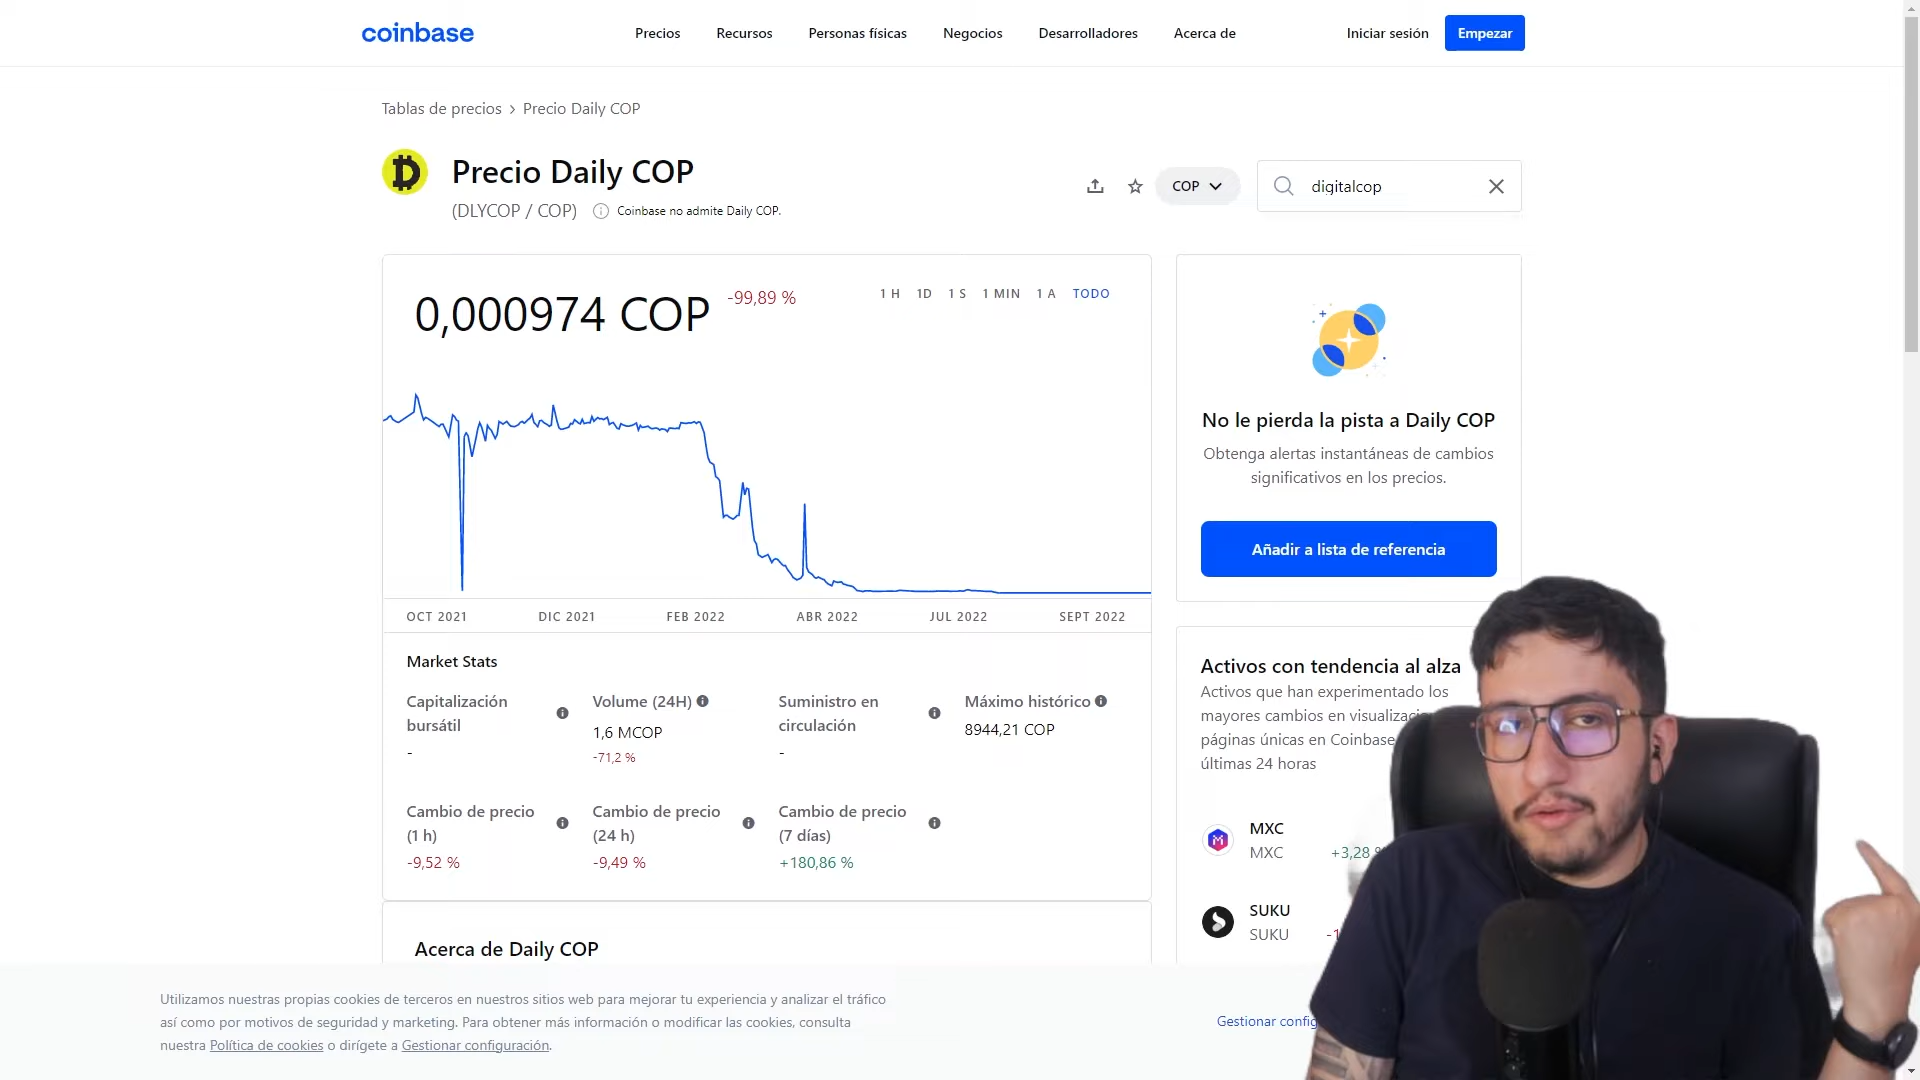 coinbase
Precios
Recursos
Personas físicas
Negocios
Desarrolladores
Acerca de
Iniciar sesión
Empezar
Tablas de precios > Precio Daily COP
Precio Daily COP
(DLYCOP / COP)
Coinbase no admite Daily COP.
COP
digitalcop
0,000974 COP
-99,89 %
1 H
1D
1 S
1 MIN
1 A
TODO
OCT 2021
DIC 2021
FEB 2022
ABR 2022
JUL 2022
SEPT 2022
Market Stats
Capitalización
bursátil
-
Volume (24H)
1,6 MCOP
-71,2 %
Suministro en
circulación
-
Máximo histórico
8944,21 COP
Cambio de precio
(1 h)
-9,52 %
Cambio de precio
(24 h)
-9,49 %
Cambio de precio
(7 días)
+180,86 %
Acerca de Daily COP
No le pierda la pista a Daily COP
Obtenga alertas instantáneas de cambios
significativos en los precios.
Añadir a lista de referencia
Activos con tendencia al alza
Activos que han experimentado los
mayores cambios en
páginas únicas en Coinbase
últimas 24 horas
MXC
MXC
+3,28
SUKU
SUKU
Utilizamos nuestras propias cookies de terceros en nuestros sitios web para mejorar tu experiencia y analizar el tráfico
así como por motivos de seguridad y marketing. Para obtener más información o modificar las cookies, consulta
nuestra Política de cookies o dirígete a Gestionar configuración.
Gestionar